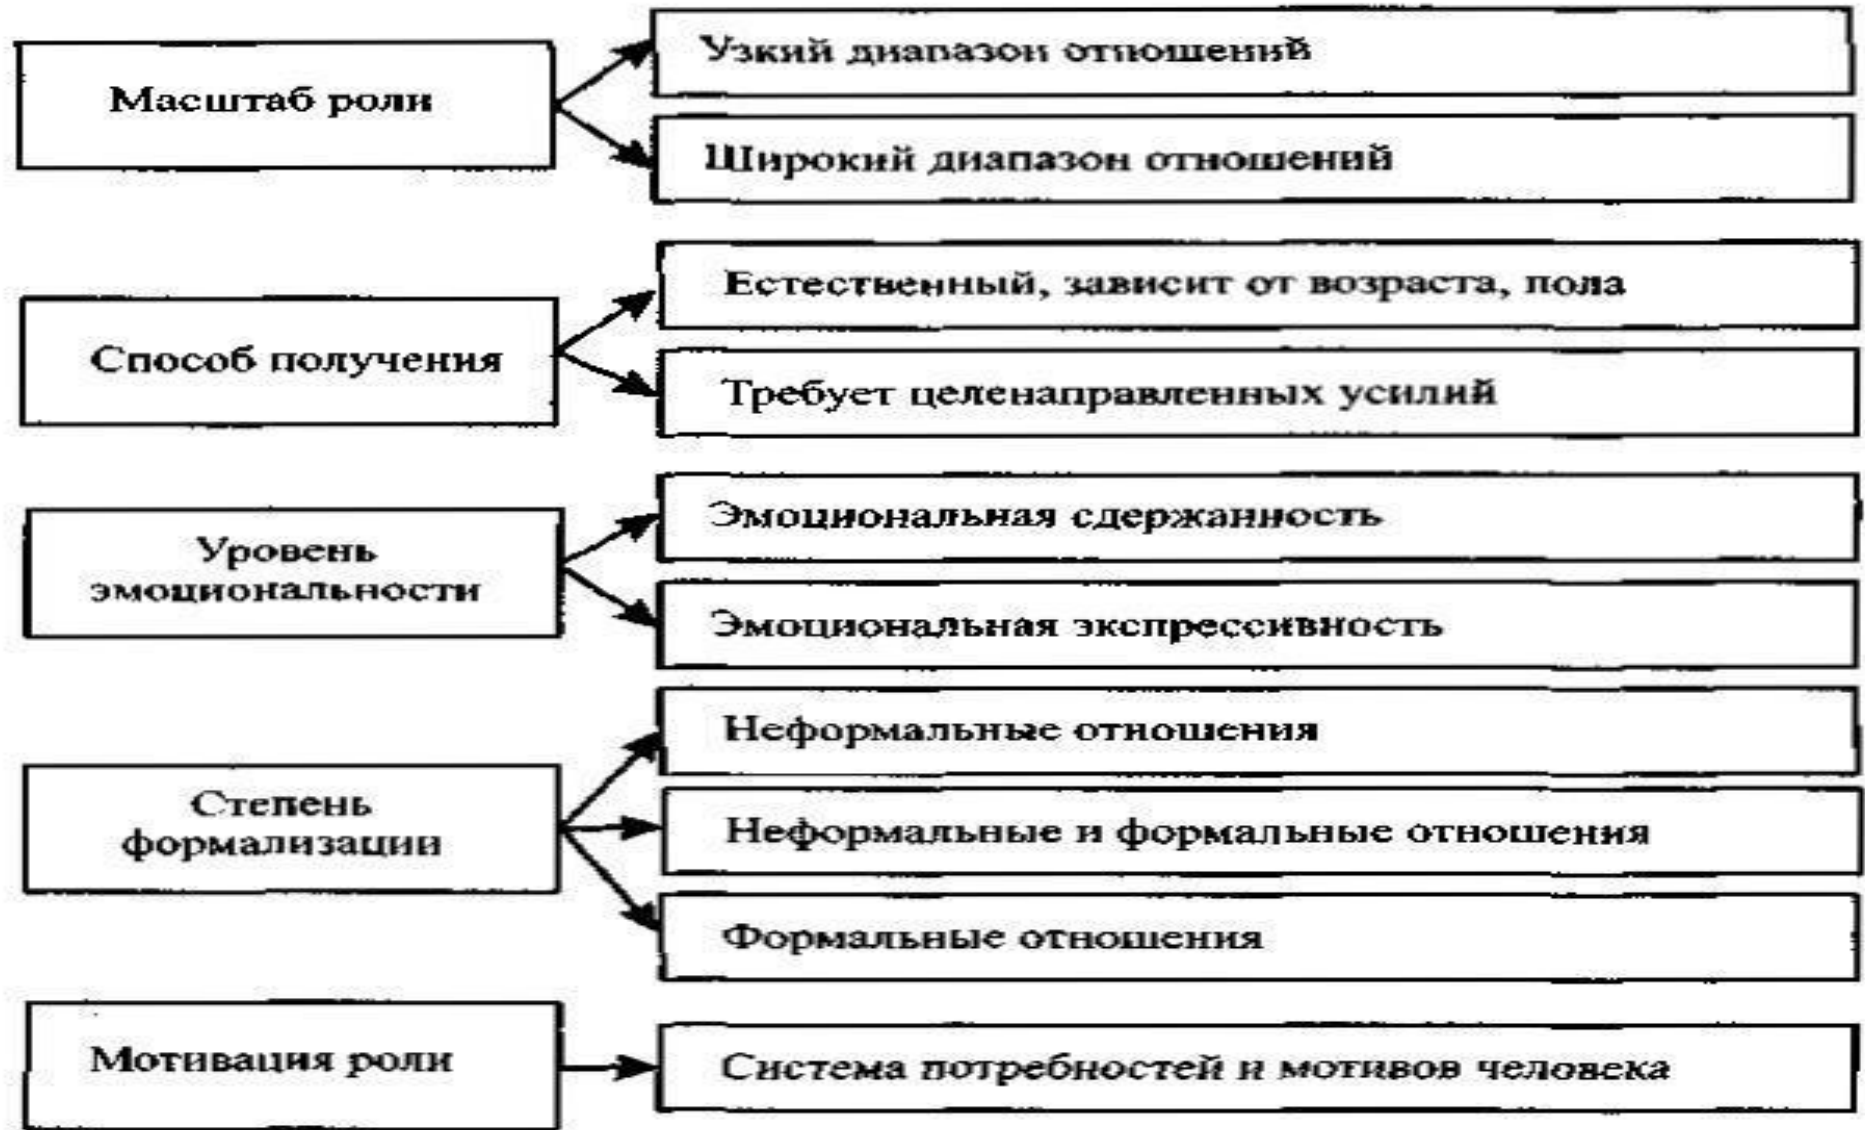 Масштаб роли
Узкий диапазон отношений
Широкий диапазон отношений
Способ получения
Естественный, зависит от возраста, пола
Требует целенаправленных усилий
Уровень
эмоциональности
Эмоциональная сдержанность
Эмоциональная экспрессивность
Степень
формализации
Неформальные отношения
Неформальные и формальные отношения
Формальные отношения
Мотивация роли
Система потребностей и мотивов человека